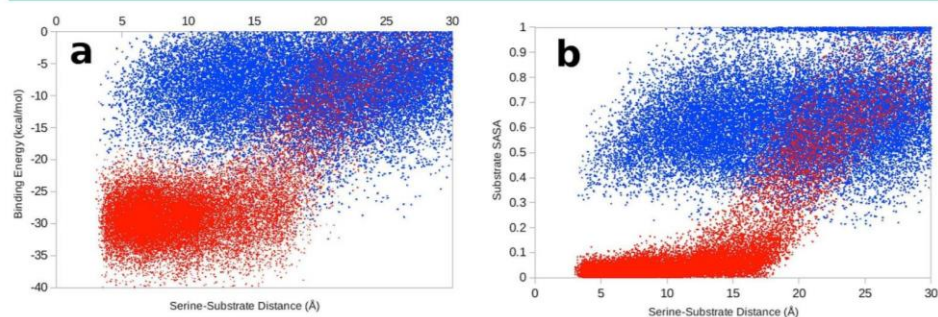 a
0 5 10 15 20 25 30
0
-5
-10
-15
-20
-25
-30
-35
-40
Binding Energy (kcal/mol)
Serine-Substrate Distance (Å)
b
1
0.9
0.8
0.7
0.6
0.5
0.4
0.3
0.2
0.1
0
Substrate SASA
0 5 10 15 20 25 30
Serine-Substrate Distance (Å)